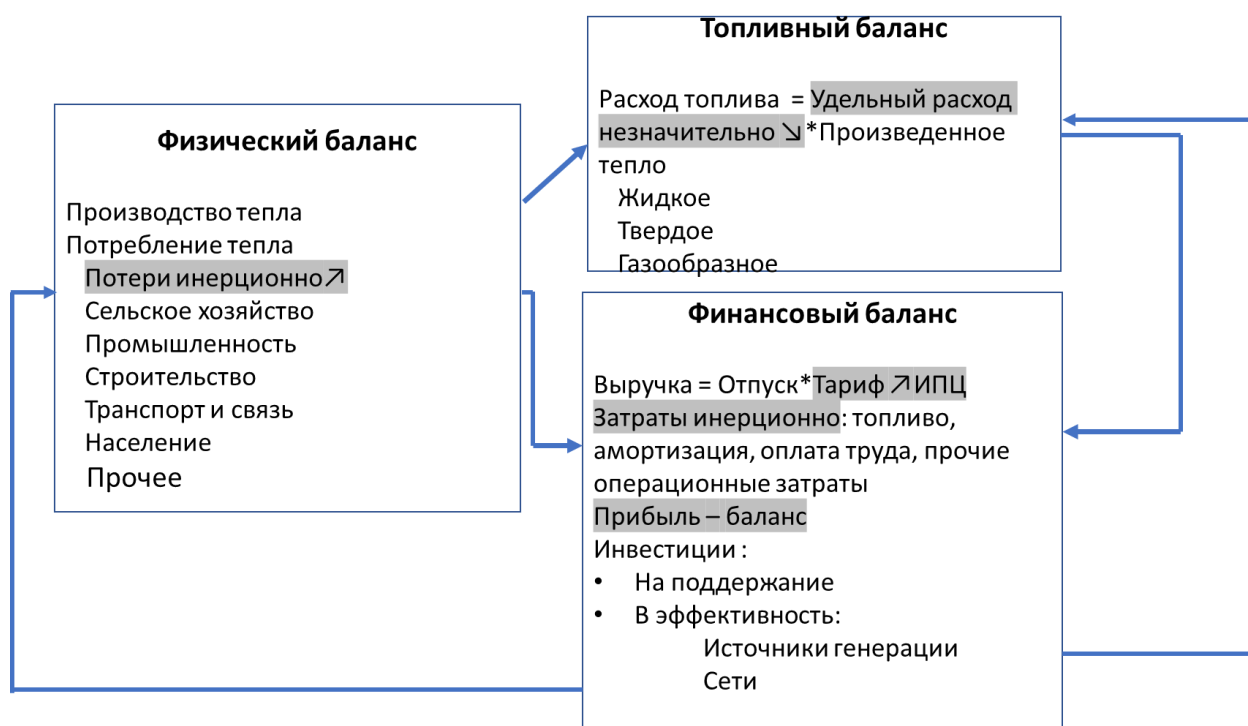 Физический баланс
Производство тепла
Потребление тепла
Потери инерционно↗
Сельское хозяйство
Промышленность
Строительство
Транспорт и связь
Население
Прочее
Топливный баланс
Расход топлива = Удельный расход
незначительно ↘*Произведенное
тепло
Жидкое
Твердое
Газообразное
Финансовый баланс
Выручка = Отпуск*Тариф ↗ИПЦ
Затраты инерционно: топливо,
амортизация, оплата труда, прочие
операционные затраты
Прибыль – баланс
Инвестиции :
• На поддержание
• В эффективность:
Источники генерации
Сети